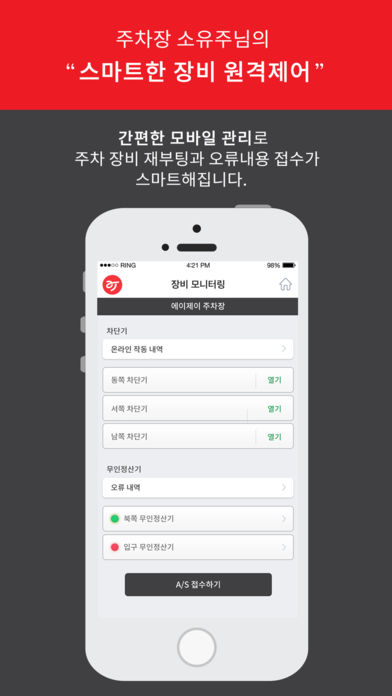 주차장 소유주님의
“스마트한 장비 원격제어”
간편한 모바일 관리로
주차 장비 재부팅과 오류내용 접수가
스마트해집니다.
RING 4:21 PM 98%
장비 모니터링
에이제이 주차장
차단기
온라인 작동 내역
동쪽 차단기 열기
서쪽 차단기 열기
남쪽 차단기 열기
무인정산기
오류 내역
북쪽 무인정산기
입구 무인정산기
A/S 접수하기